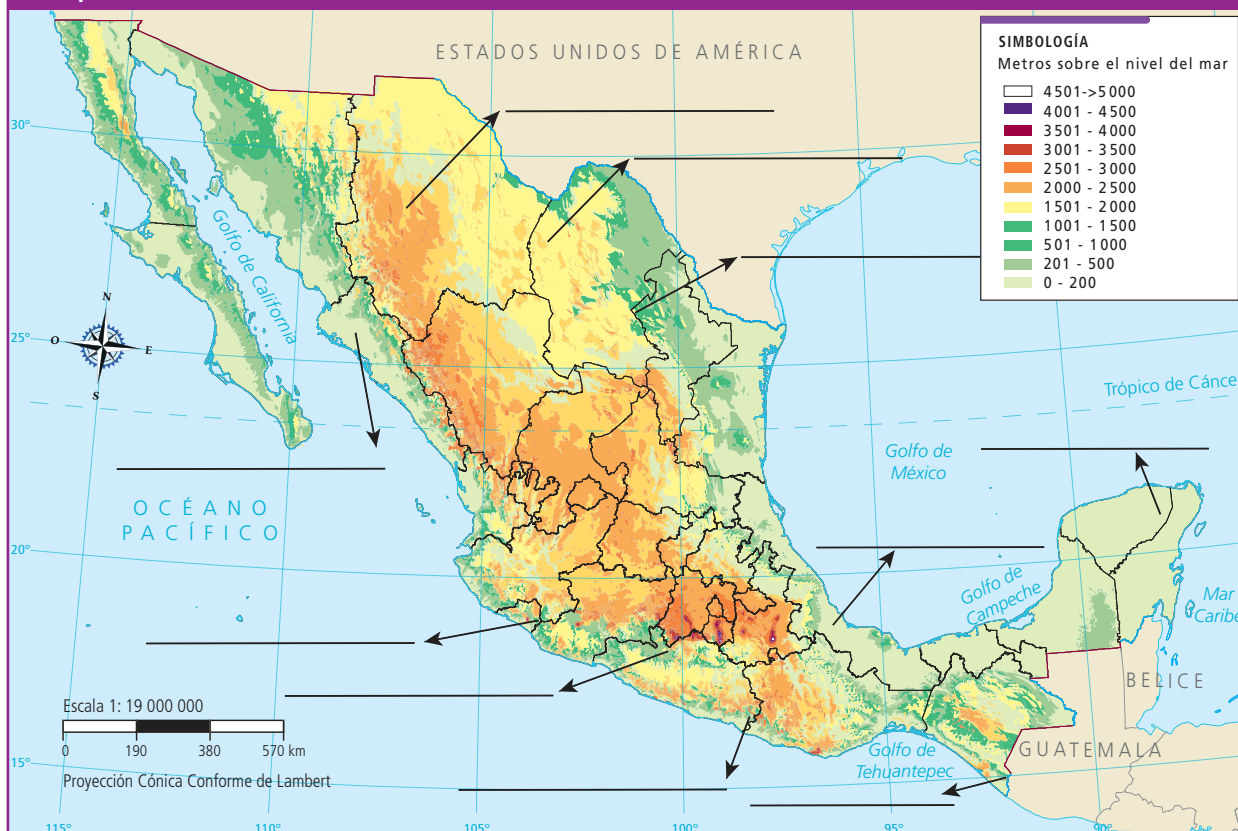 ESTADOS UNIDOS DE AMÉRICA
SIMBOLOGÍA
Metros sobre el nivel del mar
4501->5000
4001 - 4500
3501 - 4000
3001 - 3500
2501 - 3000
2000 - 2500
1501 - 2000
1001 - 1500
501 - 1000
201 - 500
0 - 200
30°
Golfo de California
N
O
E
S
25°
Trópico de Cánce
Golfo de
México
OCÉANO
PACÍFICO
20°
Golfo de
Campeche
Mar
Caribe
BELICE
GUATEMALA
Golfo de
Tehuantepec
Escala 1: 19 000 000
0 190 380 570 km
Proyección Cónica Conforme de Lambert
15°
115° 110° 105° 100° 95° 90°